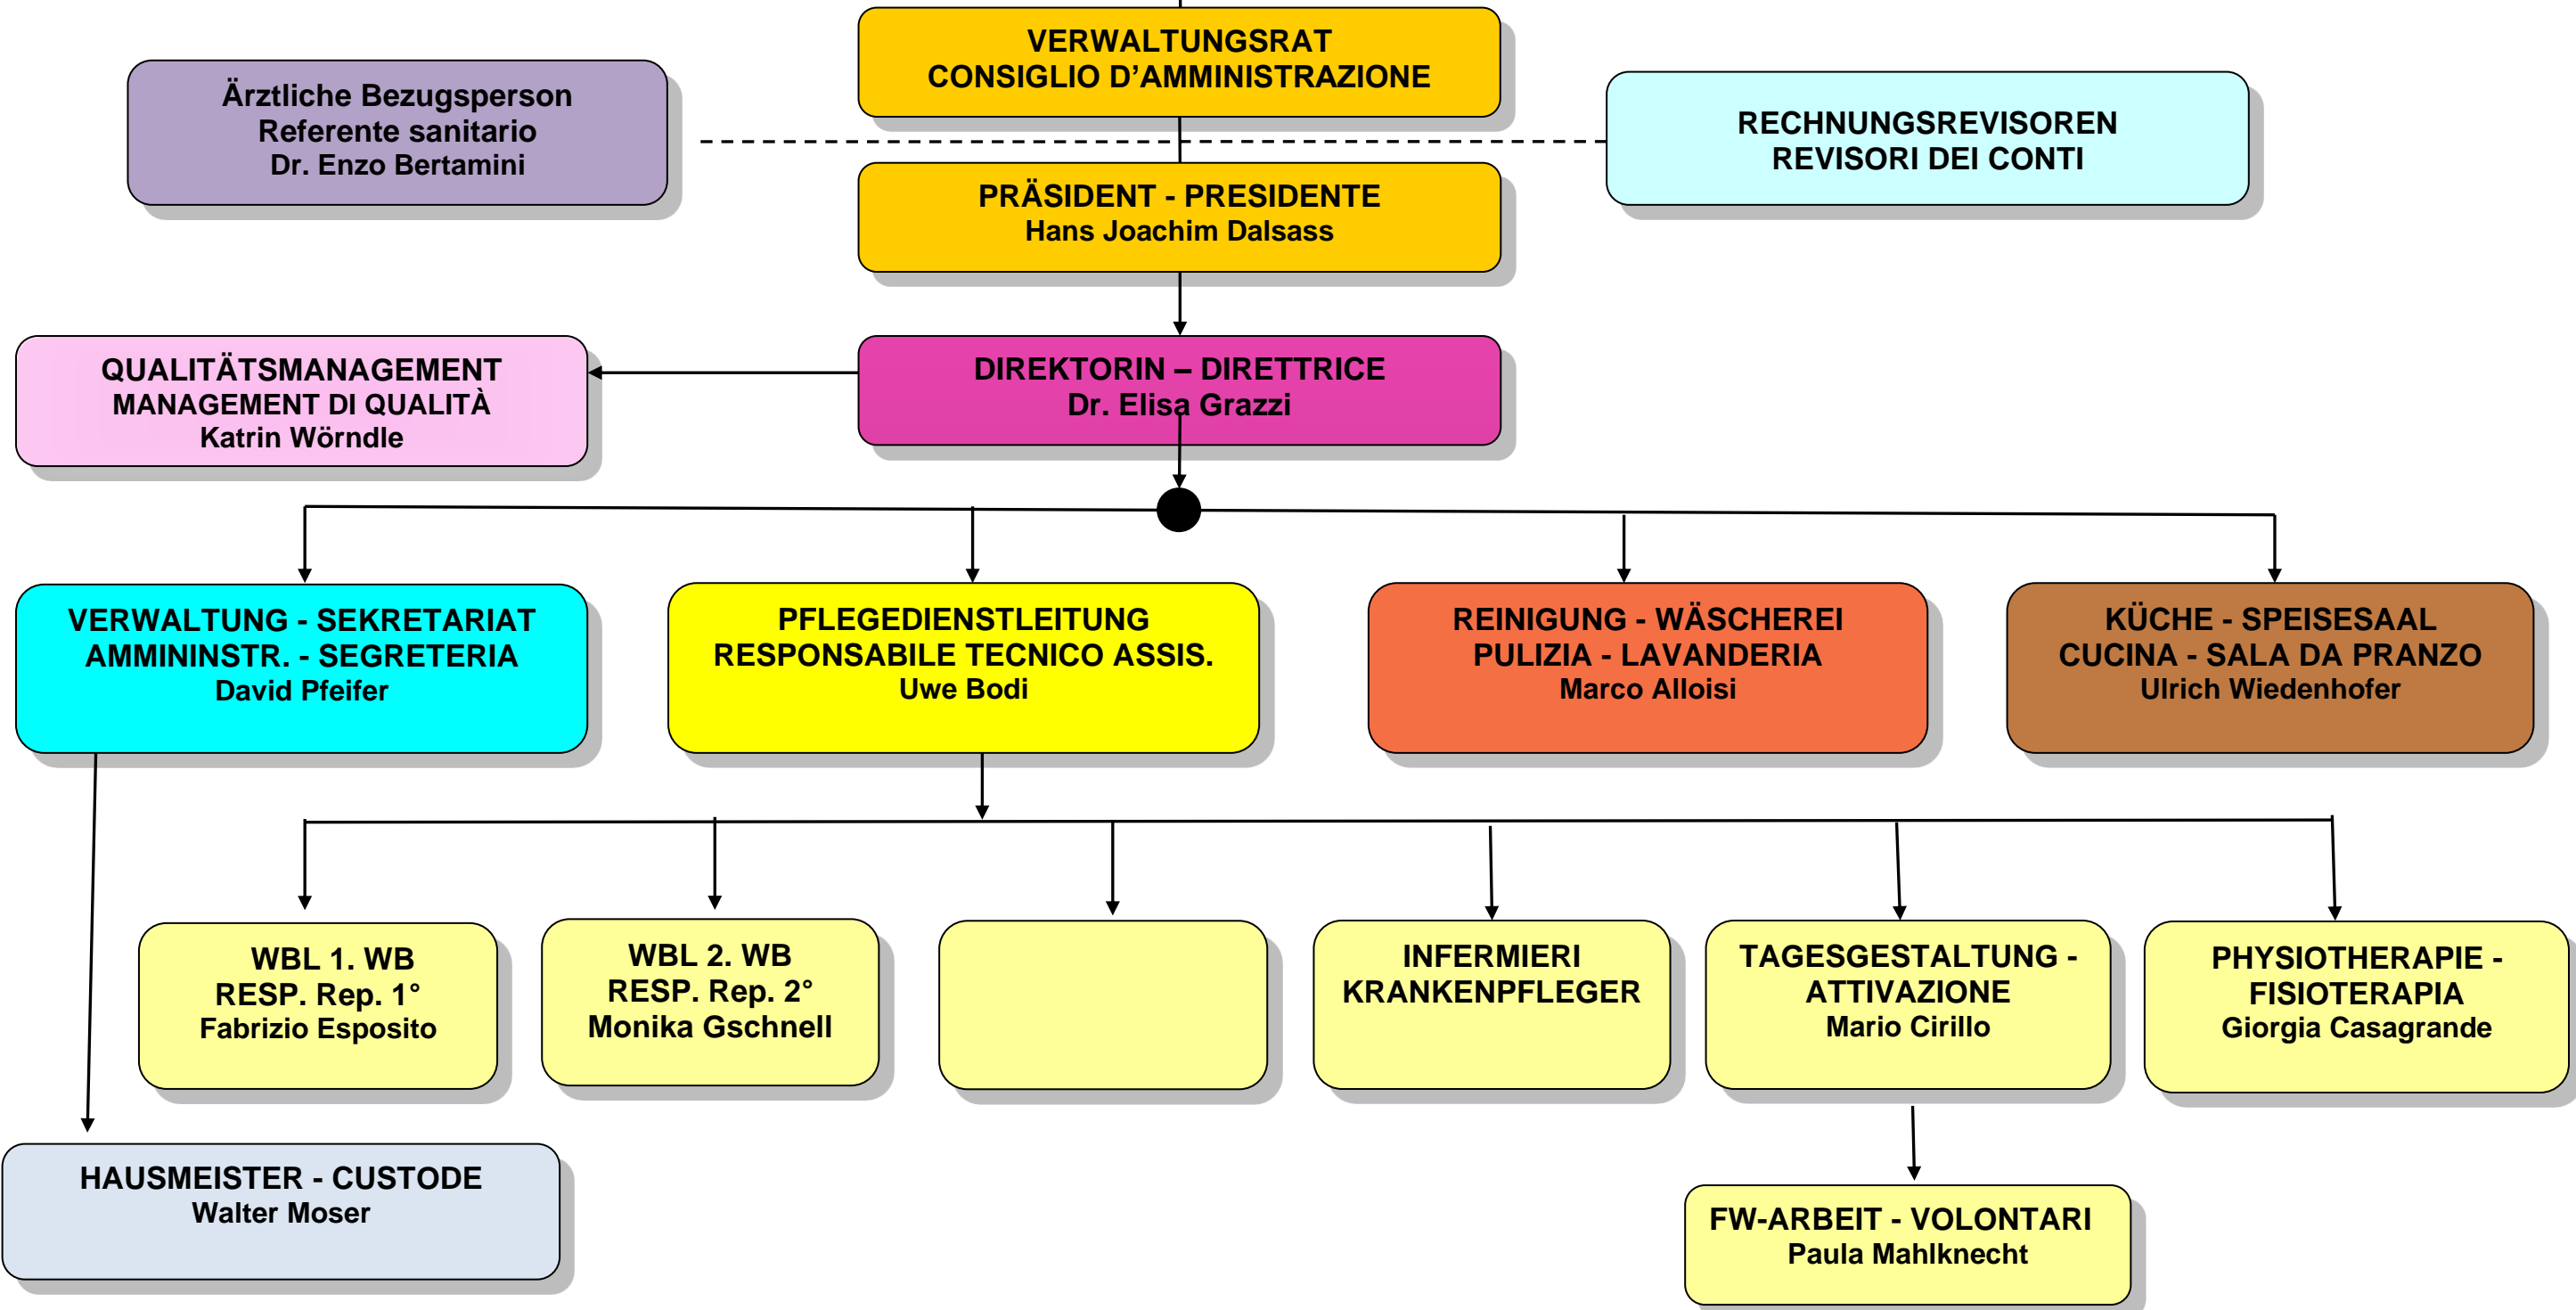 VERWALTUNGSRAT
CONSIGLIO D’AMMINISTRAZIONE
Ärztliche Bezugsperson
Referente sanitario
Dr. Enzo Bertamini
RECHNUNGSREVISOREN
REVISORI DEI CONTI
PRÄSIDENT - PRESIDENTE
Hans Joachim Dalsass
QUALITÄTSMANAGEMENT
MANAGEMENT DI QUALITÀ
Katrin Wörndle
DIREKTORIN – DIRETTRICE
Dr. Elisa Grazzi
VERWALTUNG - SEKRETARIAT
AMMININSTR. - SEGRETERIA
David Pfeifer
PFLEGEDIENSTLEITUNG
RESPONSABILE TECNICO ASSIS.
Uwe Bodi
REINIGUNG - WÄSCHEREI
PULIZIA - LAVANDERIA
Marco Alloisi
KÜCHE - SPEISESAAL
CUCINA - SALA DA PRANZO
Ulrich Wiedenhofer
WBL 1. WB
RESP. Rep. 1°
Fabrizio Esposito
WBL 2. WB
RESP. Rep. 2°
Monika Gschnell
INFERMIERI
KRANKENPFLEGER
TAGESGESTALTUNG -
ATTIVAZIONE
Mario Cirillo
PHYSIOTHERAPIE -
FISIOTERAPIA
Giorgia Casagrande
HAUSMEISTER - CUSTODE
Walter Moser
FW-ARBEIT - VOLONTARI
Paula Mahlknecht